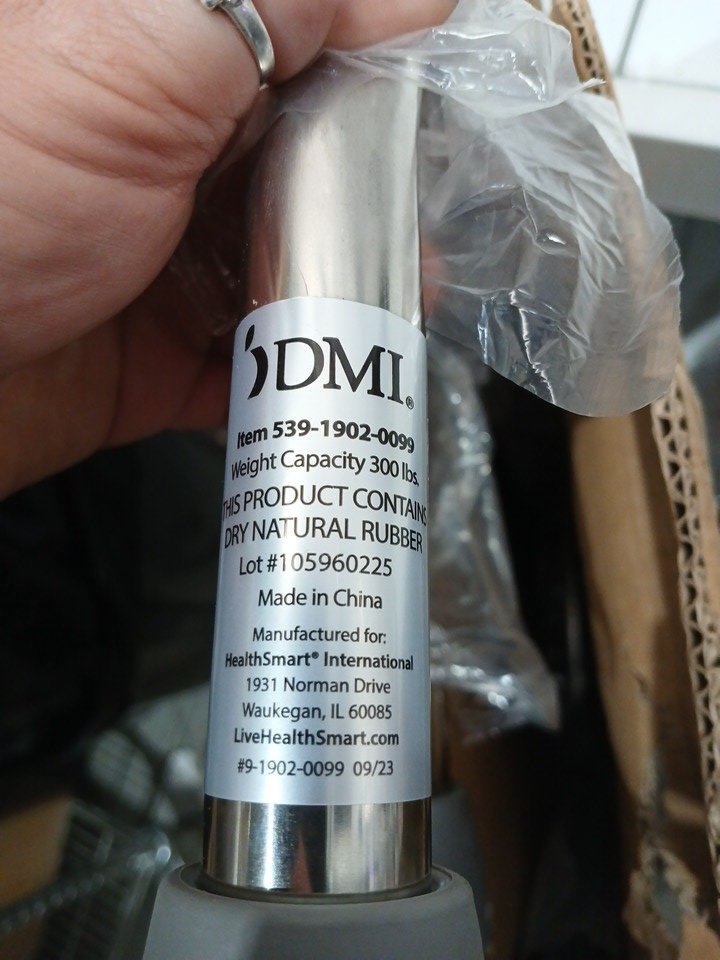 DMI®
Item 539-1902-0099
Weight Capacity 300 lbs.
THIS PRODUCT CONTAINS
DRY NATURAL RUBBER
Lot #105960225
Made in China
Manufactured for:
HealthSmart® International
1931 Norman Drive
Waukegan, IL 60085
LiveHealthSmart.com
#9-1902-0099 09/23